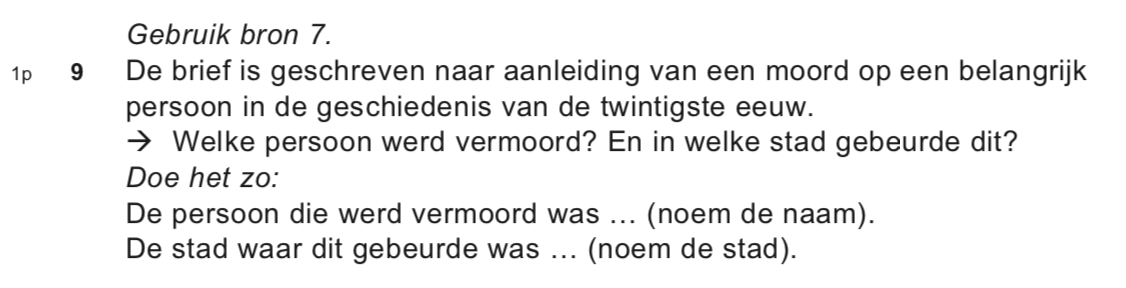 Gebruik bron 7.
1p 9 De brief is geschreven naar aanleiding van een moord op een belangrijk
persoon in de geschiedenis van de twintigste eeuw.
→ Welke persoon werd vermoord? En in welke stad gebeurde dit?
Doe het zo:
De persoon die werd vermoord was … (noem de naam).
De stad waar dit gebeurde was … (noem de stad).